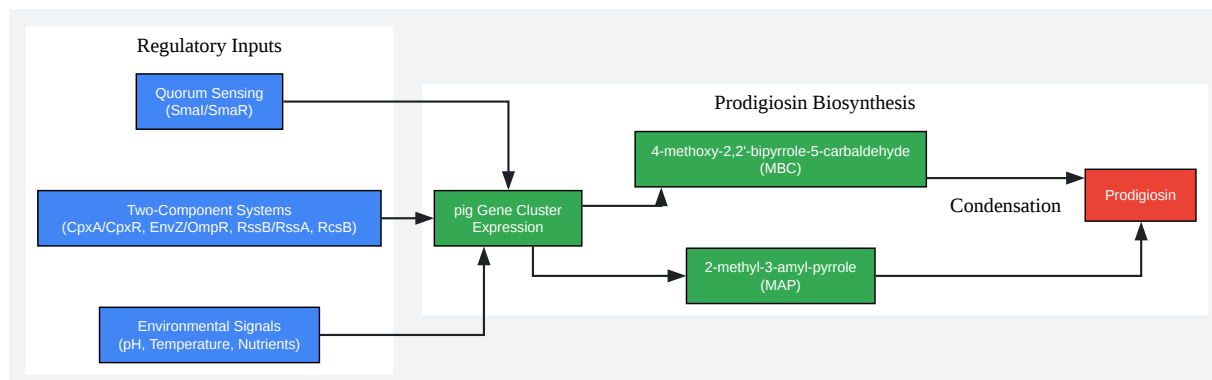 Regulatory Inputs
Quorum Sensing
(SmaI/SmaR)
Two-Component Systems
(CpxA/CpxR, EnvZ/OmpR, RssB/RssA, RcsB)
Environmental Signals
(pH, Temperature, Nutrients)
Prodigiosin Biosynthesis
pig Gene Cluster
Expression
4-methoxy-2,2'-bipyrrole-5-carbaldehyde
(MBC)
2-methyl-3-amyl-pyrrole
(MAP)
Condensation
Prodigiosin